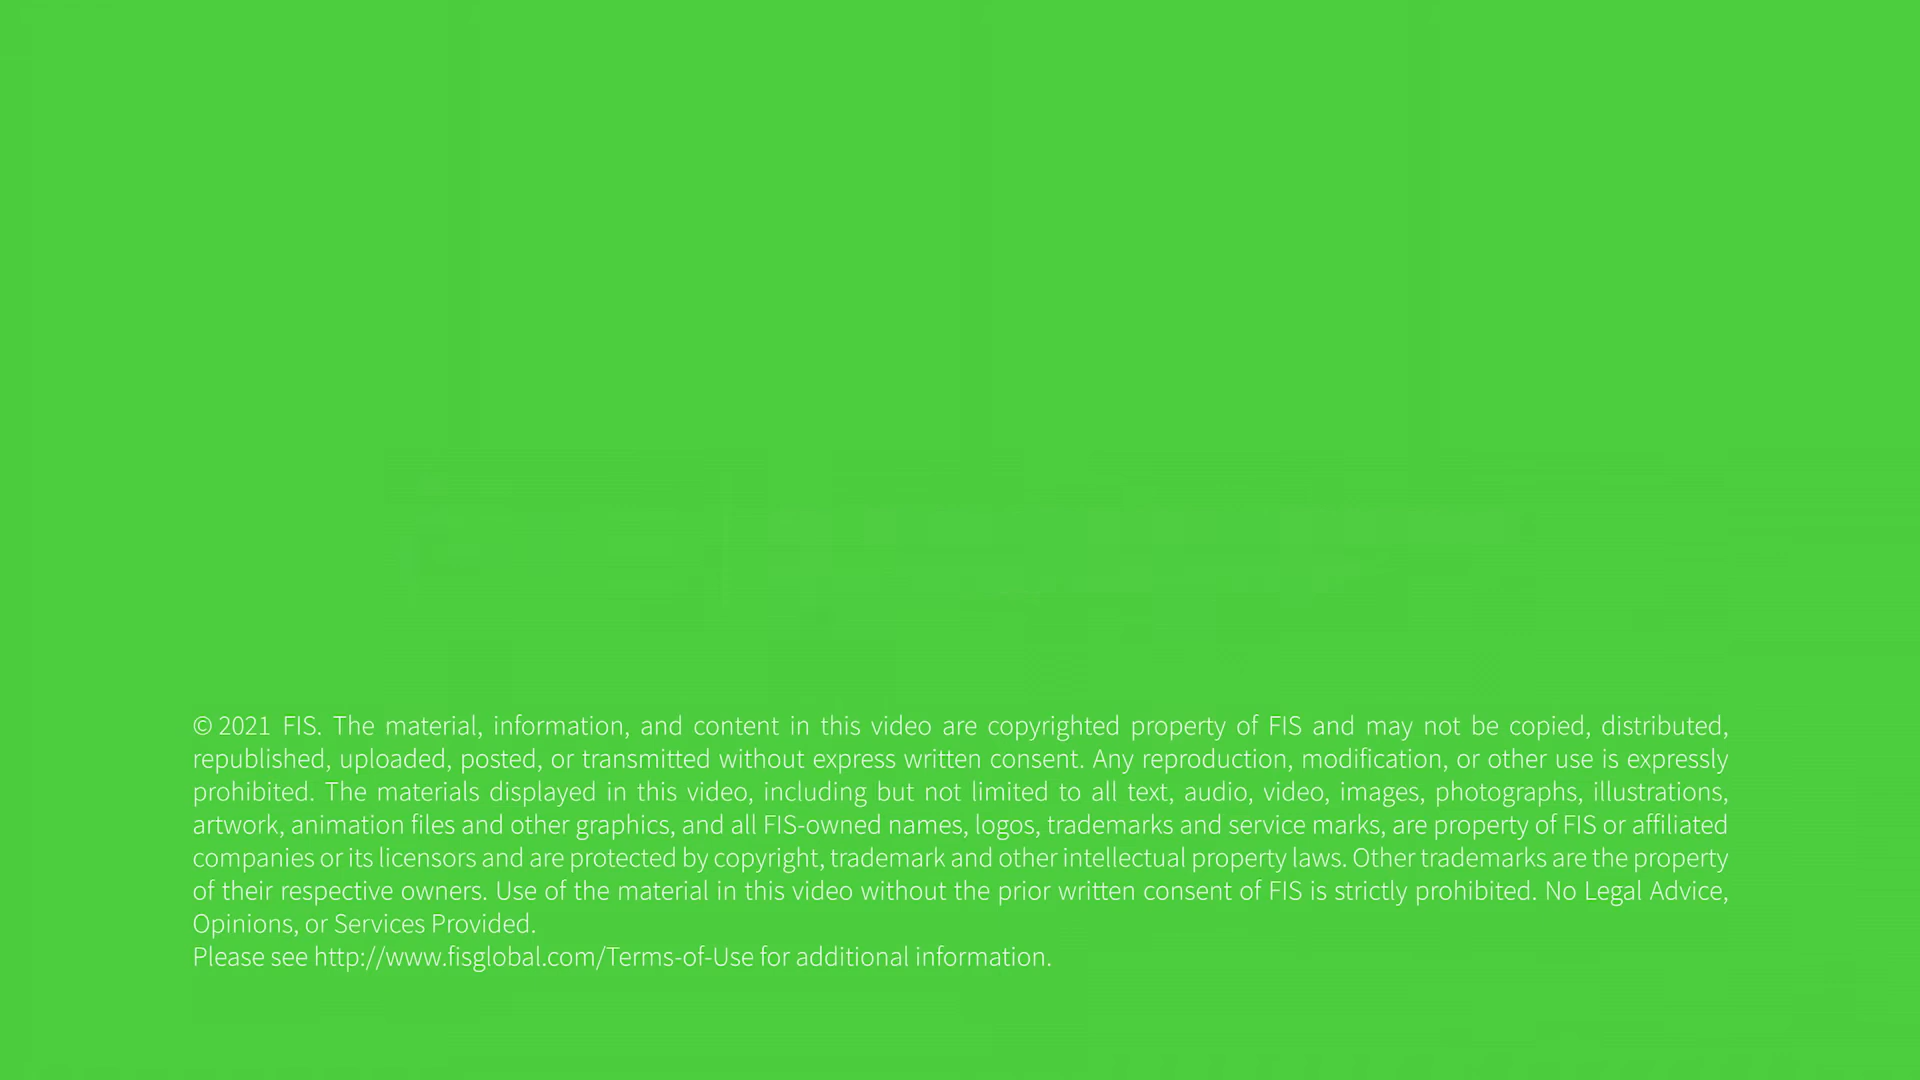 © 2021 FIS. The material, information, and content in this video are copyrighted property of FIS and may not be copied, distributed,
republished, uploaded, posted, or transmitted without express written consent. Any reproduction, modification, or other use is expressly
prohibited. The materials displayed in this video, including but not limited to all text, audio, video, images, photographs, illustrations,
artwork, animation files and other graphics, and all FIS-owned names, logos, trademarks and service marks, are property of FIS or affiliated
companies or its licensors and are protected by copyright, trademark and other intellectual property laws. Other trademarks are the property
of their respective owners. Use of the material in this video without the prior written consent of FIS is strictly prohibited. No Legal Advice,
Opinions, or Services Provided.
Please see http://www.fisglobal.com/Terms-of-Use for additional information.